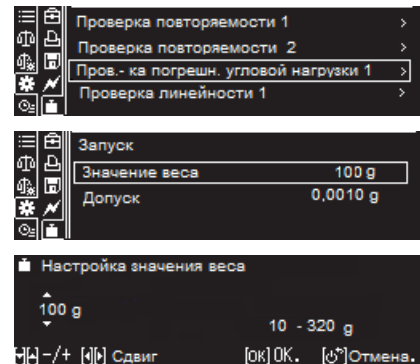 Проверка повторяемости 1 >
Проверка повторяемости 2 >
Пров.- ка погрешн. угловой нагрузки 1 >
Проверка линейности 1 >
Запуск
Значение веса 100 g
Допуск 0,0010 g
Настройка значения веса
100 g
10 - 320 g
-/+ Сдвиг [OK] OK. Отмена.